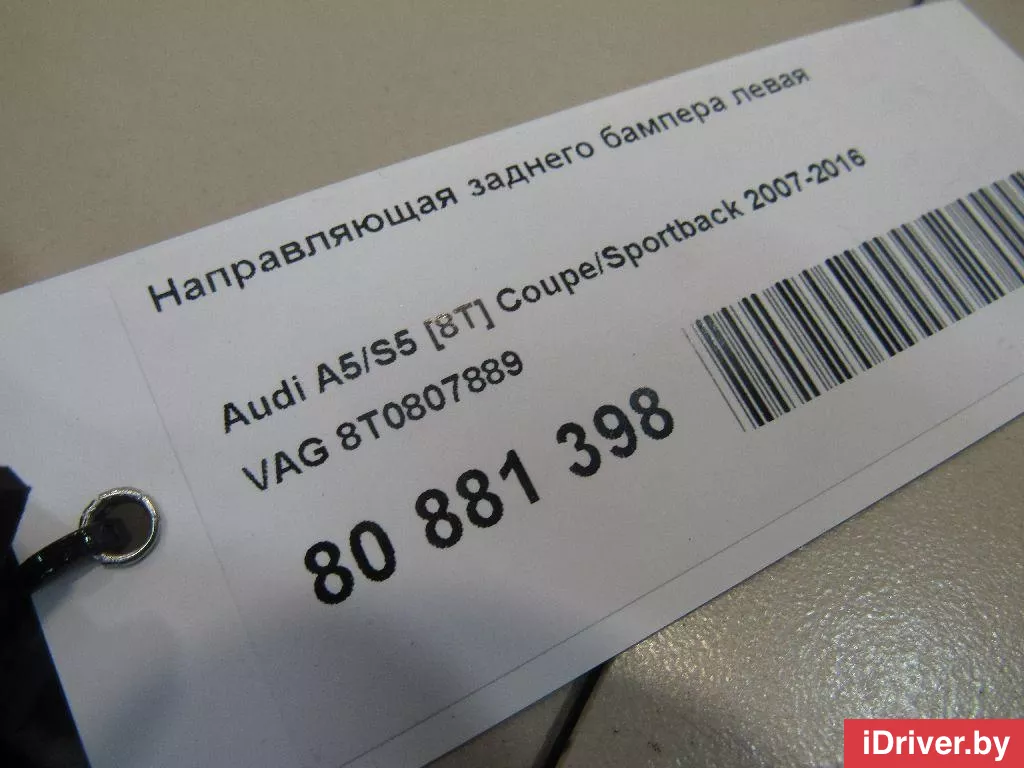 Направляющая заднего бампера левая
Audi A5/S5 [8T] Coupe/Sportback 2007-2016
VAG 8T0807889
80 881 398
iDriver.by